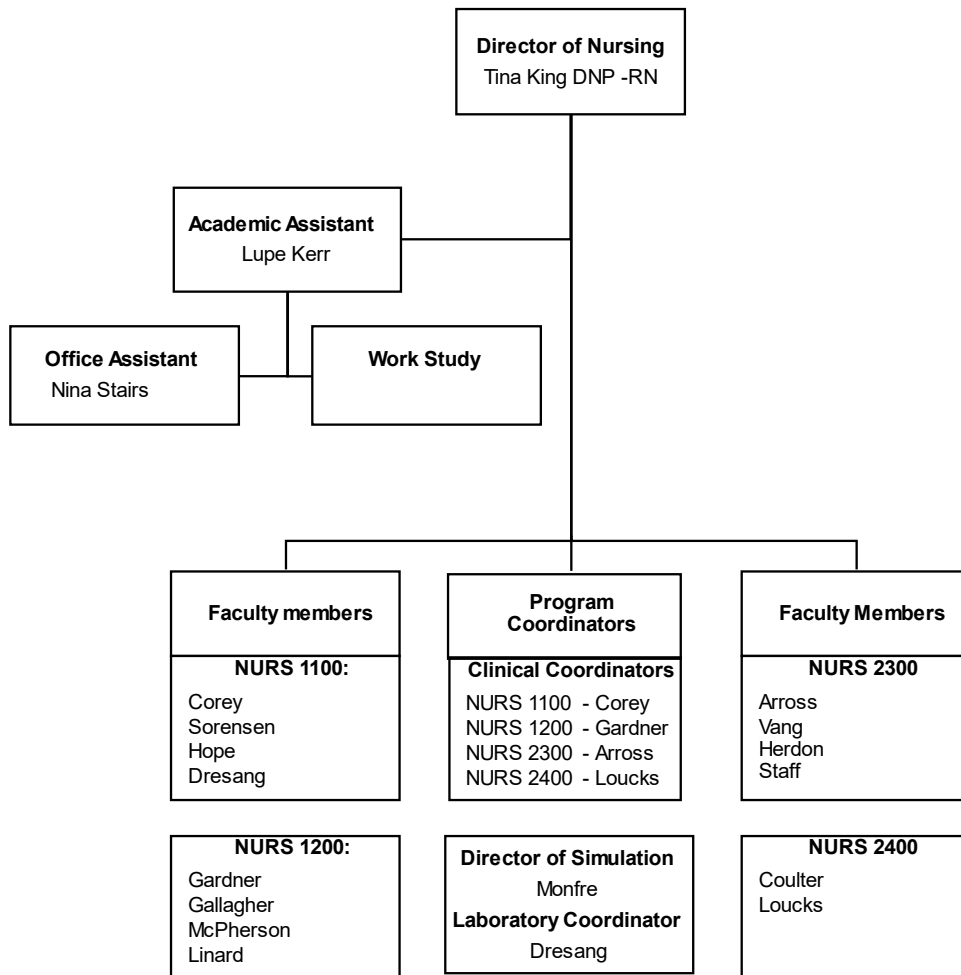 Director of Nursing
Tina King DNP -RN
Academic Assistant
Lupe Kerr
Office Assistant
Nina Stairs
Work Study
Faculty members
NURS 1100:
Corey
Sorensen
Hope
Dresang
NURS 1200:
Gardner
Gallagher
McPherson
Linard
Program
Coordinators
Clinical Coordinators
NURS 1100 - Corey
NURS 1200 - Gardner
NURS 2300 - Arross
NURS 2400 - Loucks
Director of Simulation
Monfre
Laboratory Coordinator
Dresang
Faculty Members
NURS 2300
Arross
Vang
Herdon
Staff
NURS 2400
Coulter
Loucks